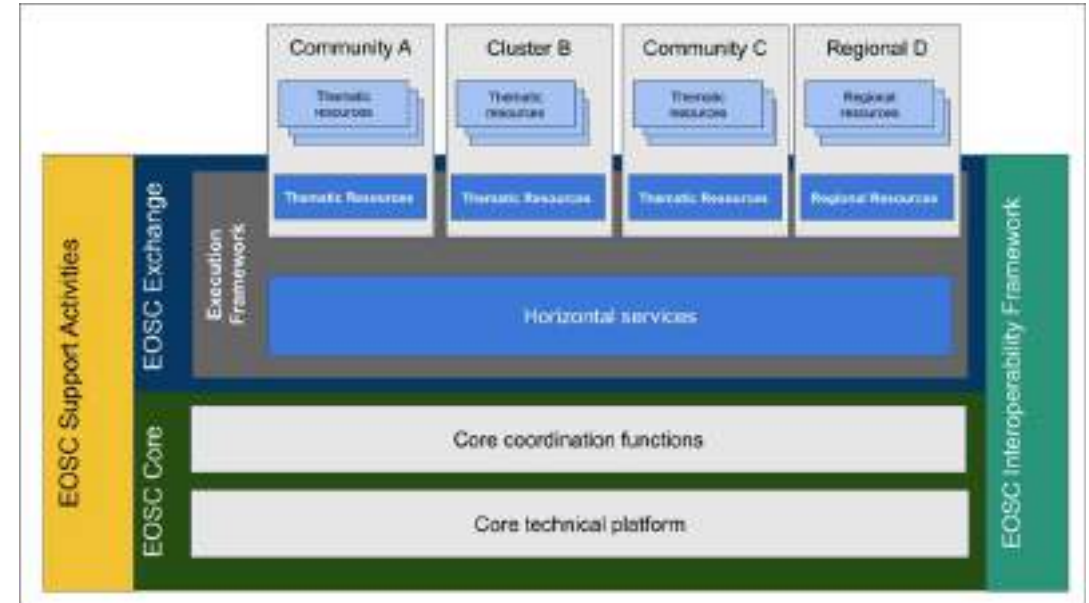 Community A
Cluster B
Community C
Regional D
Thematic
resources
Thematic
resources
Thematic
resources
Regional
resources
Thematic Resources
Thematic Resources
Thematic Resources
Regional Resources
EOSC Support Activities
EOSC Exchange
Execution
Framework
Horizontal services
EOSC Core
Core coordination functions
Core technical platform
EOSC Interoperability Framework